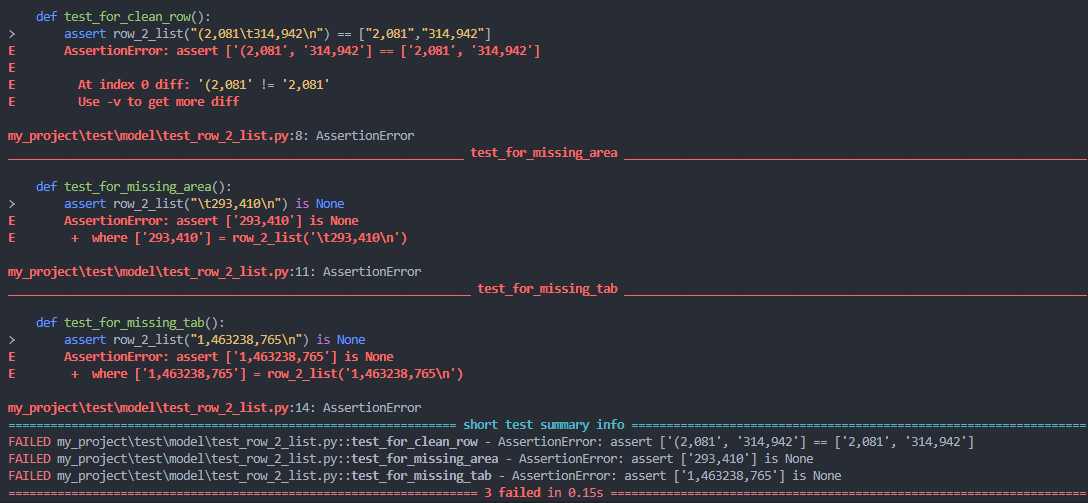 def test_for_clean_row():
>       assert row_2_list("(2,081\t314,942\n") == ["2,081","314,942"]
E       AssertionError: assert ['(2,081', '314,942'] == ['2,081', '314,942']
E
E         At index 0 diff: '(2,081' != '2,081'
E         Use -v to get more diff
my_project\test\model\test_row_2_list.py:8: AssertionError
test_for_missing_area
    def test_for_missing_area():
>       assert row_2_list("\t293,410\n") is None
E       AssertionError: assert ['293,410'] is None
E        +  where ['293,410'] = row_2_list('\t293,410\n')
my_project\test\model\test_row_2_list.py:11: AssertionError
test_for_missing_tab
    def test_for_missing_tab():
>       assert row_2_list("1,463238,765\n") is None
E       AssertionError: assert ['1,463238,765'] is None
E        +  where ['1,463238,765'] = row_2_list('1,463238,765\n')
my_project\test\model\test_row_2_list.py:14: AssertionError
short test summary info
FAILED my_project\test\model\test_row_2_list.py::test_for_clean_row - AssertionError: assert ['(2,081', '314,942'] == ['2,081', '314,942']
FAILED my_project\test\model\test_row_2_list.py::test_for_missing_area - AssertionError: assert ['293,410'] is None
FAILED my_project\test\model\test_row_2_list.py::test_for_missing_tab - AssertionError: assert ['1,463238,765'] is None
3 failed in 0.15s